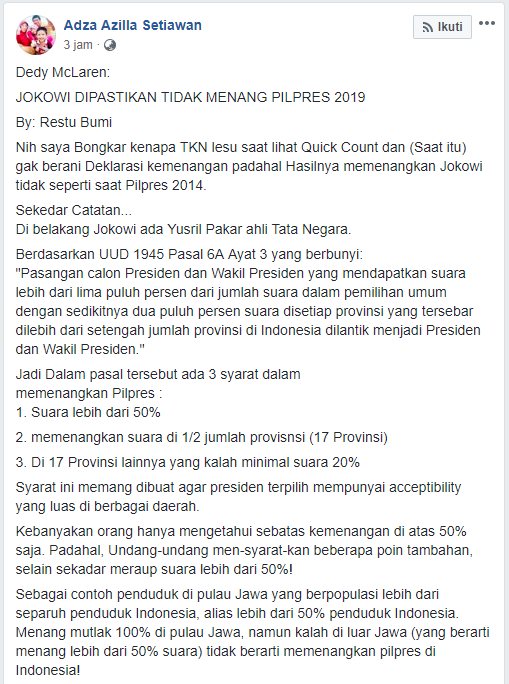 Adza Azilla Setiawan
3 jam ·
Ikuti
Dedy McLaren:
JOKOWI DIPASTIKAN TIDAK MENANG PILPRES 2019
By: Restu Bumi
Nih saya Bongkar kenapa TKN lesu saat lihat Quick Count dan (Saat itu)
gak berani Deklarasi kemenangan padahal Hasilnya memenangkan Jokowi
tidak seperti saat Pilpres 2014.
Sekedar Catatan...
Di belakang Jokowi ada Yusril Pakar ahli Tata Negara.
Berdasarkan UUD 1945 Pasal 6A Ayat 3 yang berbunyi:
"Pasangan calon Presiden dan Wakil Presiden yang mendapatkan suara
lebih dari lima puluh persen dari jumlah suara dalam pemilihan umum
dengan sedikitnya dua puluh persen suara disetiap provinsi yang tersebar
dilebih dari setengah jumlah provinsi di Indonesia dilantik menjadi Presiden
dan Wakil Presiden."
Jadi Dalam pasal tersebut ada 3 syarat dalam
memenangkan Pilpres :
1. Suara lebih dari 50%
2. memenangkan suara di 1/2 jumlah provisnsi (17 Provinsi)
3. Di 17 Provinsi lainnya yang kalah minimal suara 20%
Syarat ini memang dibuat agar presiden terpilih mempunyai acceptibility
yang luas di berbagai daerah.
Kebanyakan orang hanya mengetahui sebatas kemenangan di atas 50%
saja. Padahal, Undang-undang men-syarat-kan beberapa poin tambahan,
selain sekadar meraup suara lebih dari 50%!
Sebagai contoh penduduk di pulau Jawa yang berpopulasi lebih dari
separuh penduduk Indonesia, alias lebih dari 50% penduduk Indonesia.
Menang mutlak 100% di pulau Jawa, namun kalah di luar Jawa (yang berarti
menang lebih dari 50% suara) tidak berarti memenangkan pilpres di
Indonesia!